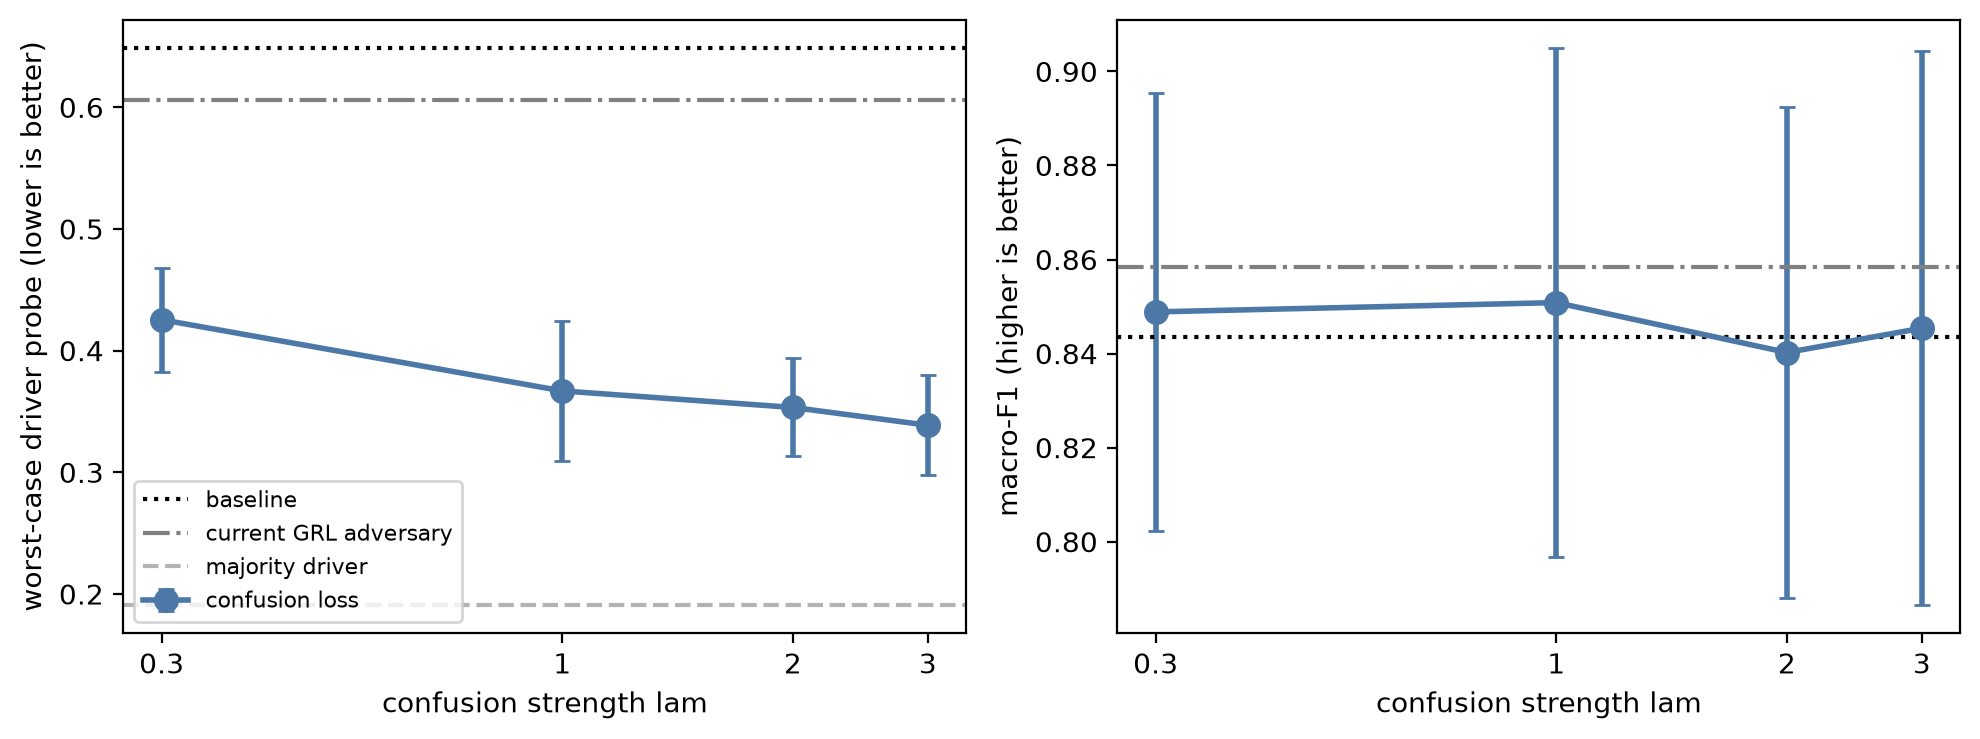 worst-case driver probe (lower is better)
0.6
0.5
0.4
0.3
0.2
baseline
current GRL adversary
majority driver
confusion loss
0.3
1
2
3
confusion strength lam
macro-F1 (higher is better)
0.90
0.88
0.86
0.84
0.82
0.80
0.3
1
2
3
confusion strength lam